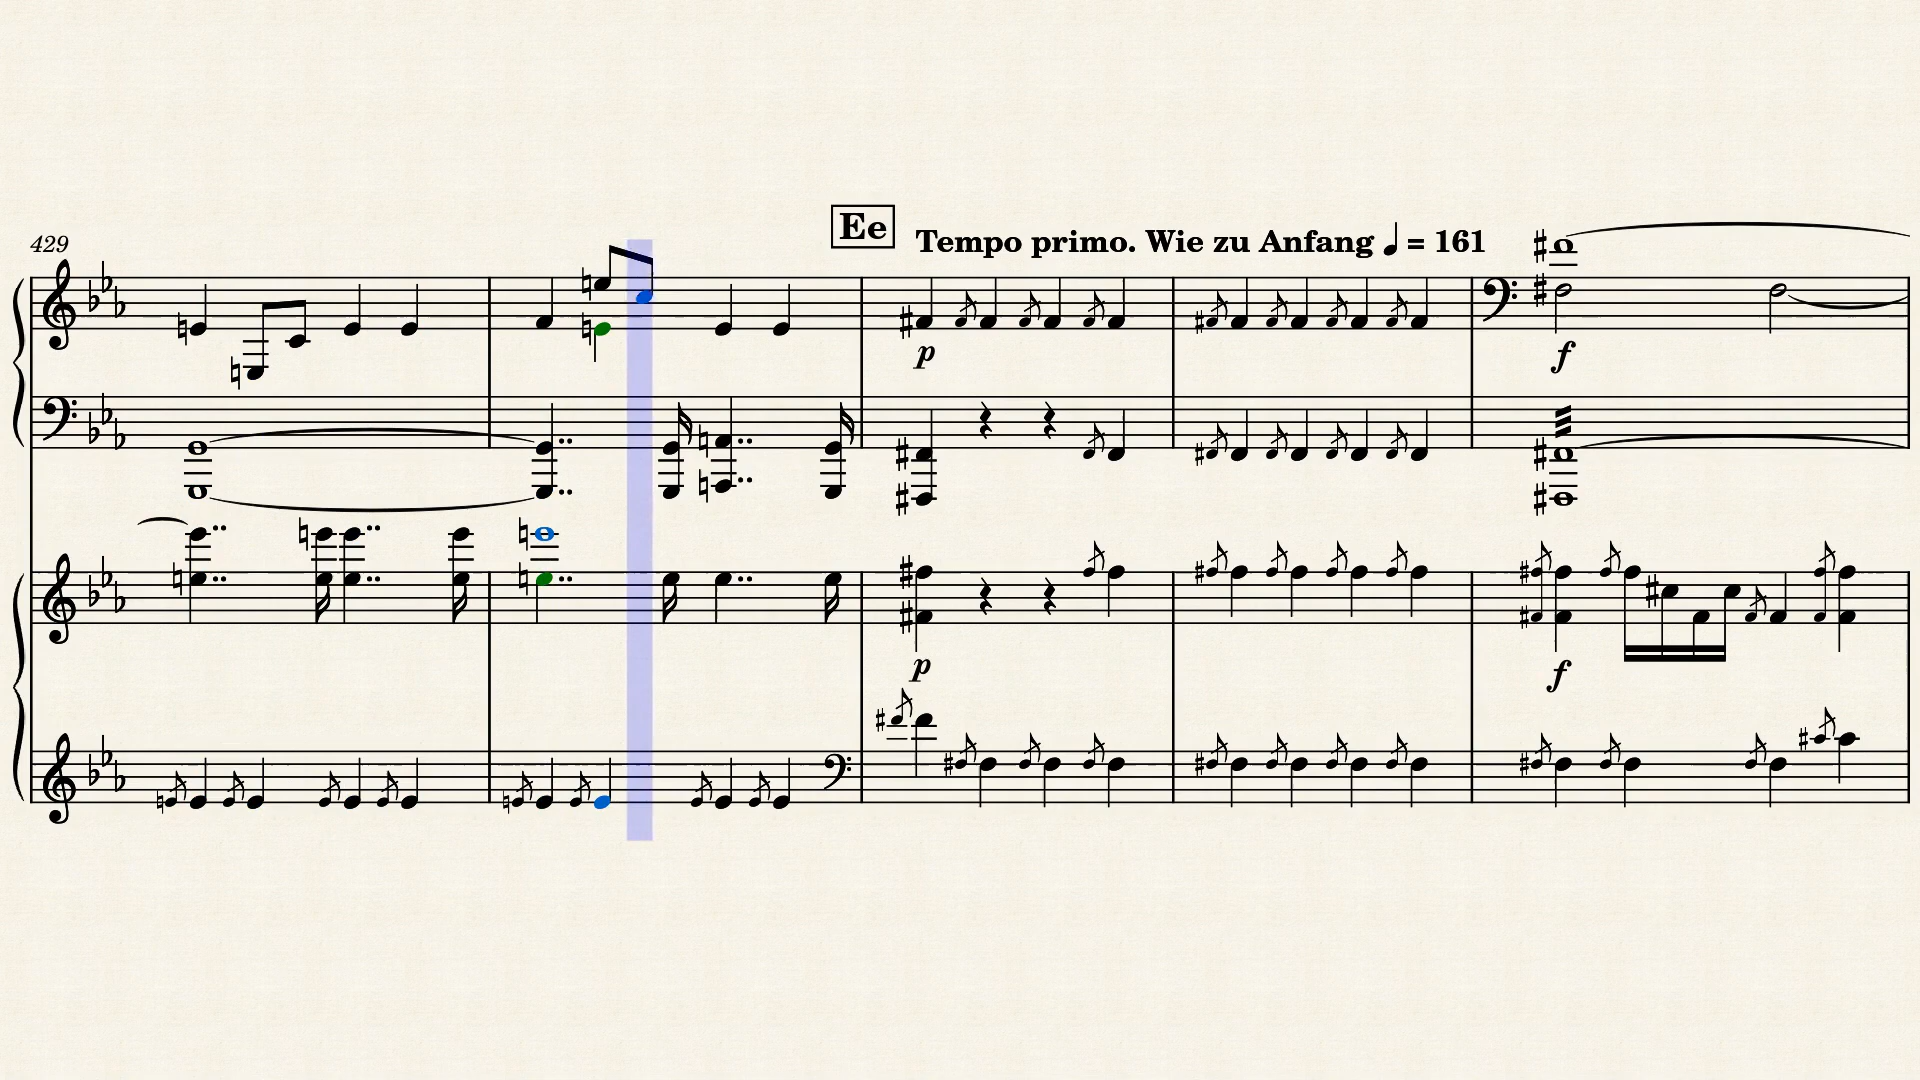 429
Ee
Tempo primo. Wie zu Anfang ♩ = 161
p
f
p
f